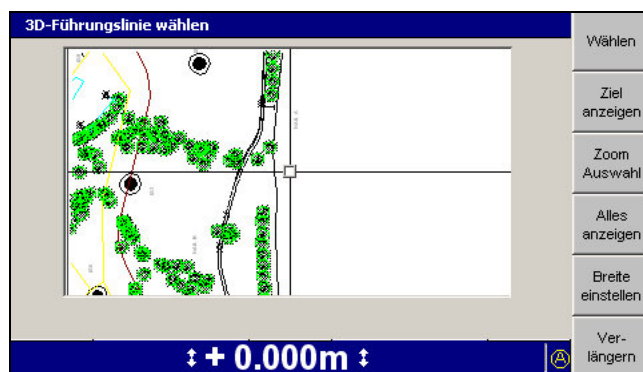 3D-Führungslinie wählen
Wählen
Ziel
anzeigen
Zoom
Auswahl
Alles
anzeigen
Breite
einstellen
Ver-
längern
+ 0.000m
A